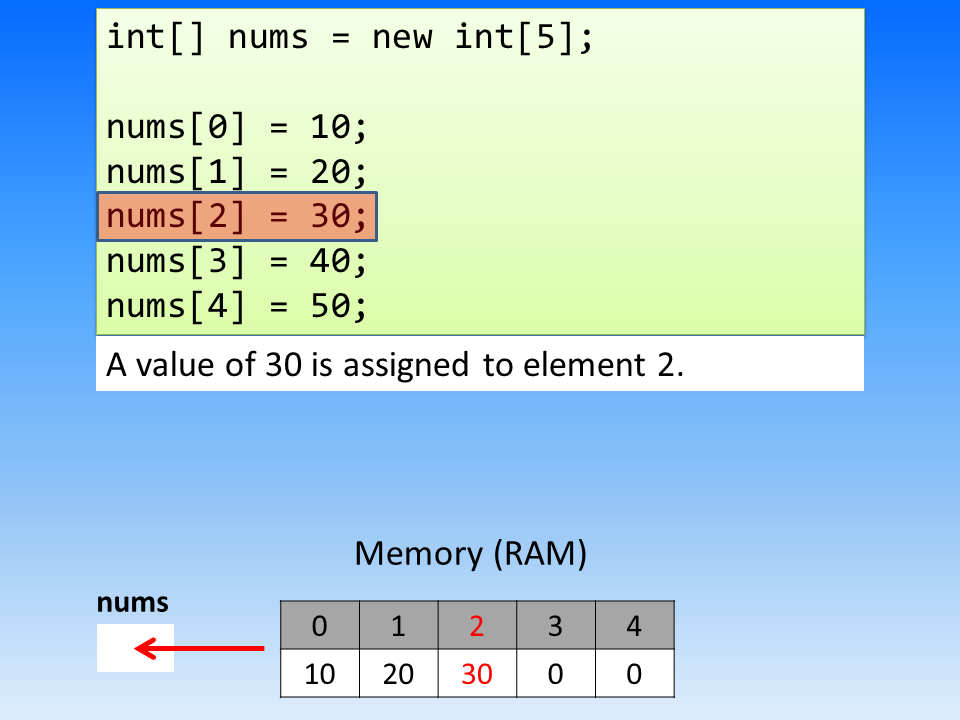 int[] nums = new int[5];
nums[0] = 10;
nums[1] = 20;
nums[2] = 30;
nums[3] = 40;
nums[4] = 50;
A value of 30 is assigned to element 2.
Memory (RAM)
nums
0 1 2 3 4
10 20 30 0 0